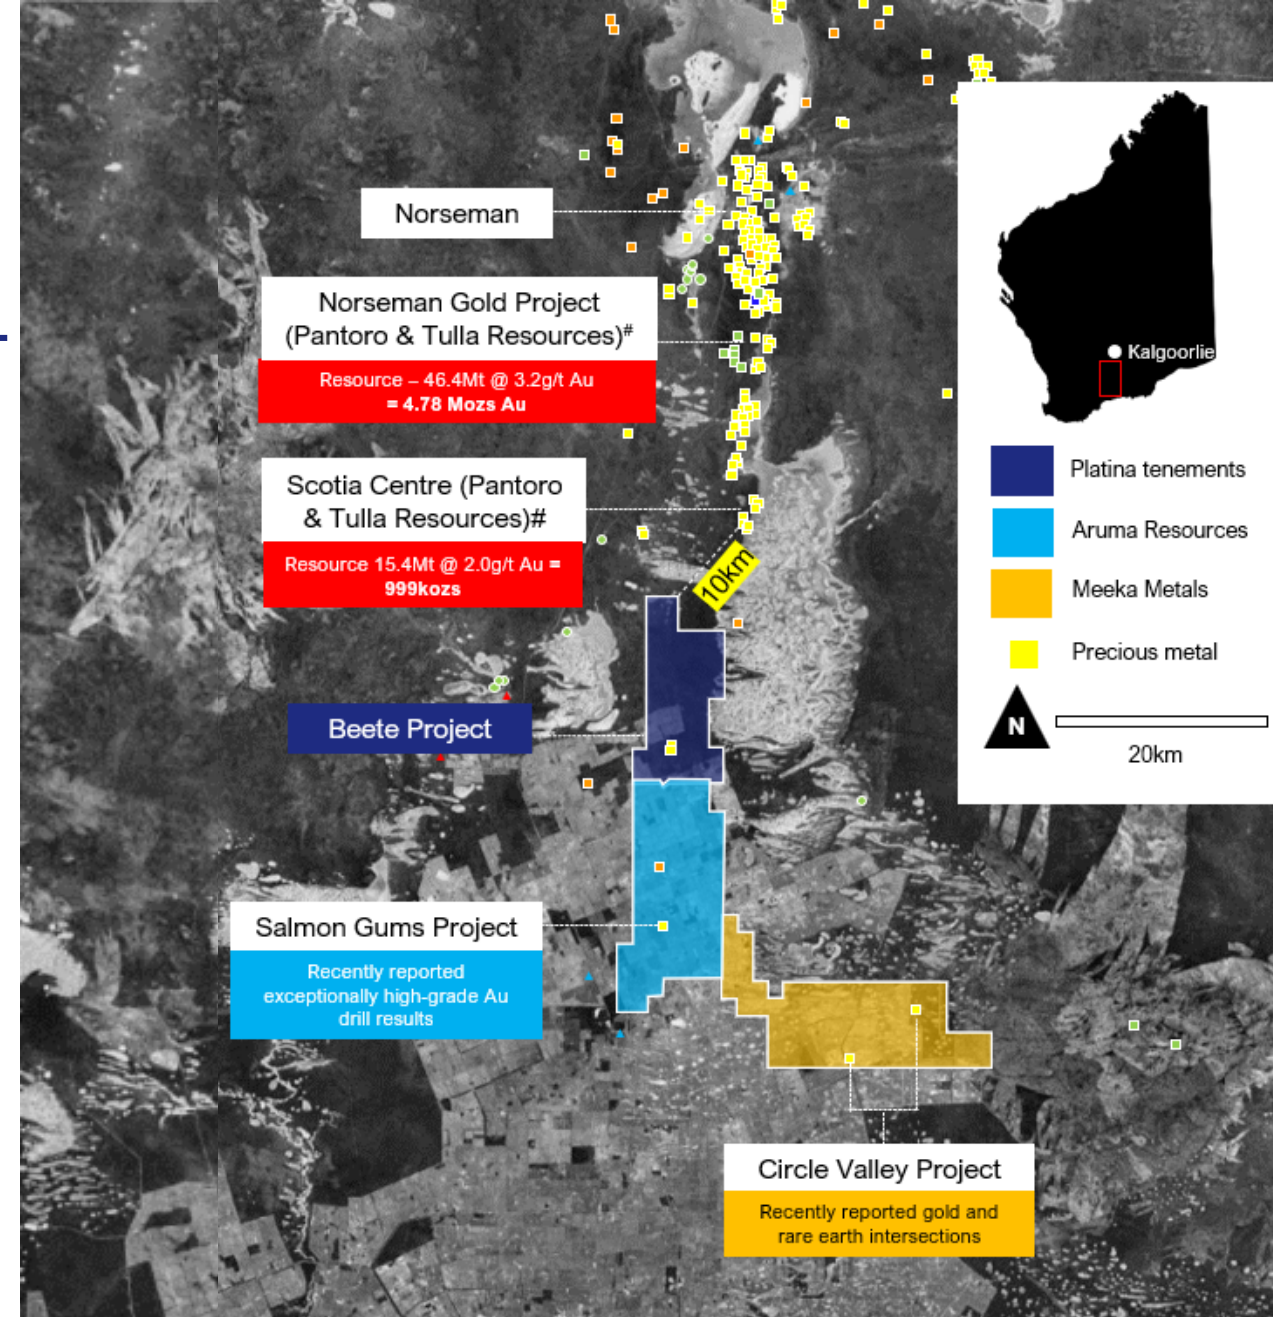 Norseman
Norseman Gold Project
(Pantoro & Tulla Resources)#
Resource – 46.4Mt @ 3.2g/t Au
= 4.78 Mozs Au
Scotia Centre (Pantoro
& Tulla Resources)#
Resource 15.4Mt @ 2.0g/t Au =
999kozs
10km
Beete Project
Salmon Gums Project
Recently reported
exceptionally high-grade Au
drill results
Circle Valley Project
Recently reported gold and
rare earth intersections
Kalgoorlie
Platina tenements
Aruma Resources
Meeka Metals
Precious metal
N
20km